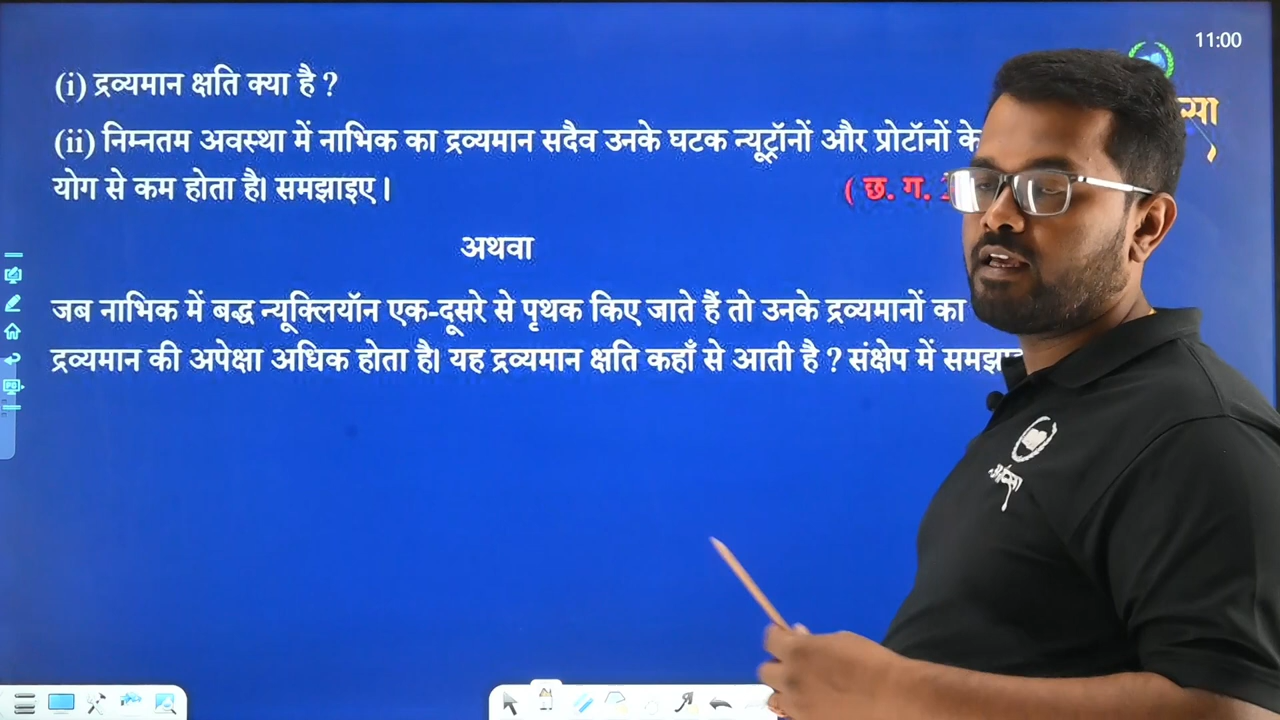 11:00
(i) द्रव्यमान क्षति क्या है ?
(ii) निम्नतम अवस्था में नाभिक का द्रव्यमान सदैव उनके घटक न्यूट्रॉनों और प्रोटॉनों के
योग से कम होता है। समझाइए।
( छ. ग.
अथवा
जब नाभिक में बद्ध न्यूक्लियॉन एक-दूसरे से पृथक किए जाते हैं तो उनके द्रव्यमानों का
द्रव्यमान की अपेक्षा अधिक होता है। यह द्रव्यमान क्षति कहाँ से आती है ? संक्षेप में